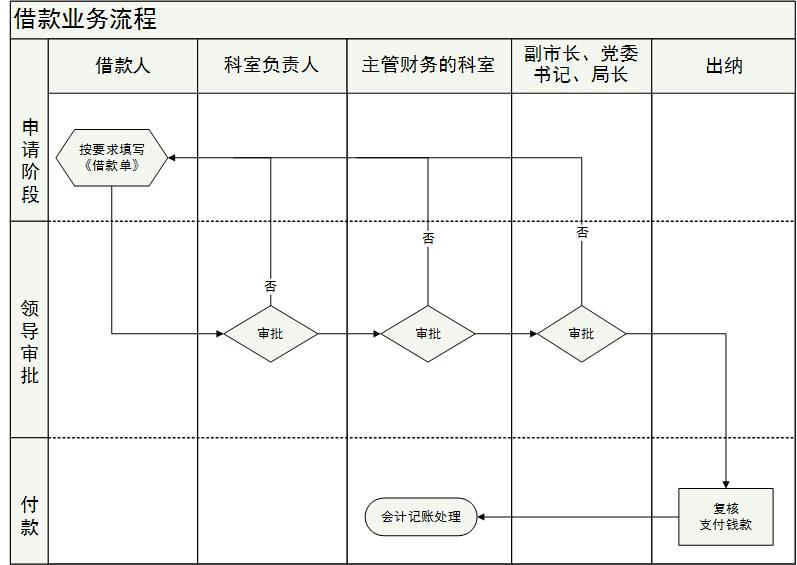 借款业务流程
借款人
科室负责人
主管财务的科室
副市长、党委
书记、局长
出纳
申请阶段
按要求填写
《借款单》
否
否
否
领导审批
审批
审批
审批
付款
会计记账处理
复核
支付钱款